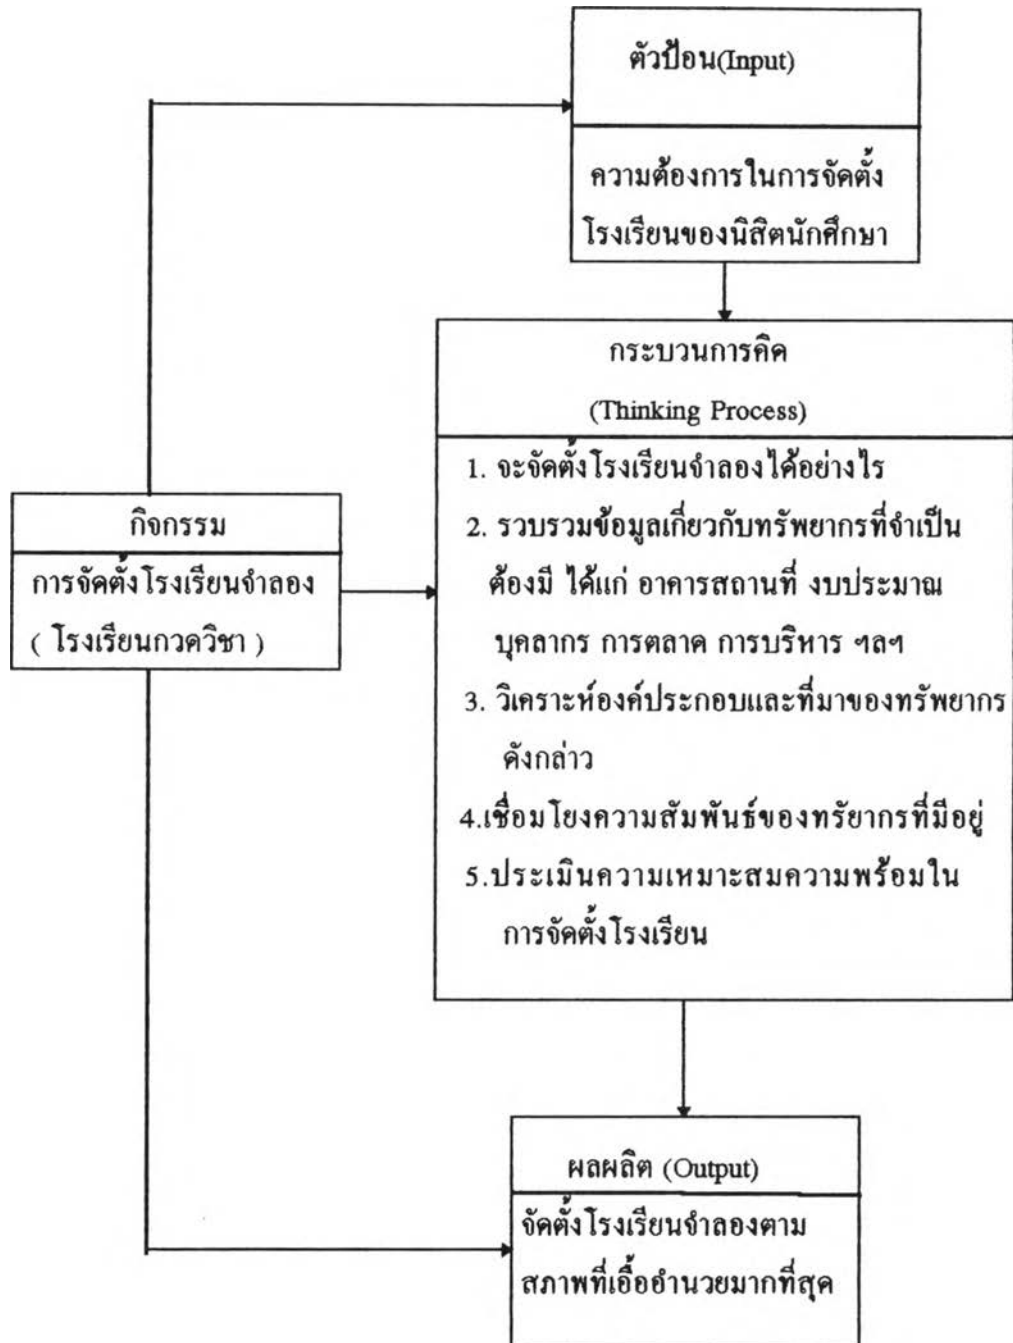 ตัวป้อน(Input)
ความต้องการในการจัดตั้ง
โรงเรียนของนิสิตนักศึกษา
กระบวนการคิด
(Thinking Process)
1. จะจัดตั้งโรงเรียนจำลองได้อย่างไร
2. รวบรวมข้อมูลเกี่ยวกับทรัพยากรที่จำเป็น
ต้องมี ได้แก่ อาคารสถานที่ งบประมาณ
บุคลากร การตลาด การบริหาร ฯลฯ
3. วิเคราะห์องค์ประกอบและที่มาของทรัพยากร
ดังกล่าว
4.เชื่อมโยงความสัมพันธ์ของทรัยากรที่มีอยู่
5.ประเมินความเหมาะสมความพร้อมใน
การจัดตั้งโรงเรียน
กิจกรรม
การจัดตั้งโรงเรียนจำลอง
( โรงเรียนกวดวิชา )
ผลผลิต (Output)
จัดตั้งโรงเรียนจำลองตาม
สภาพที่เอื้ออำนวยมากที่สุด